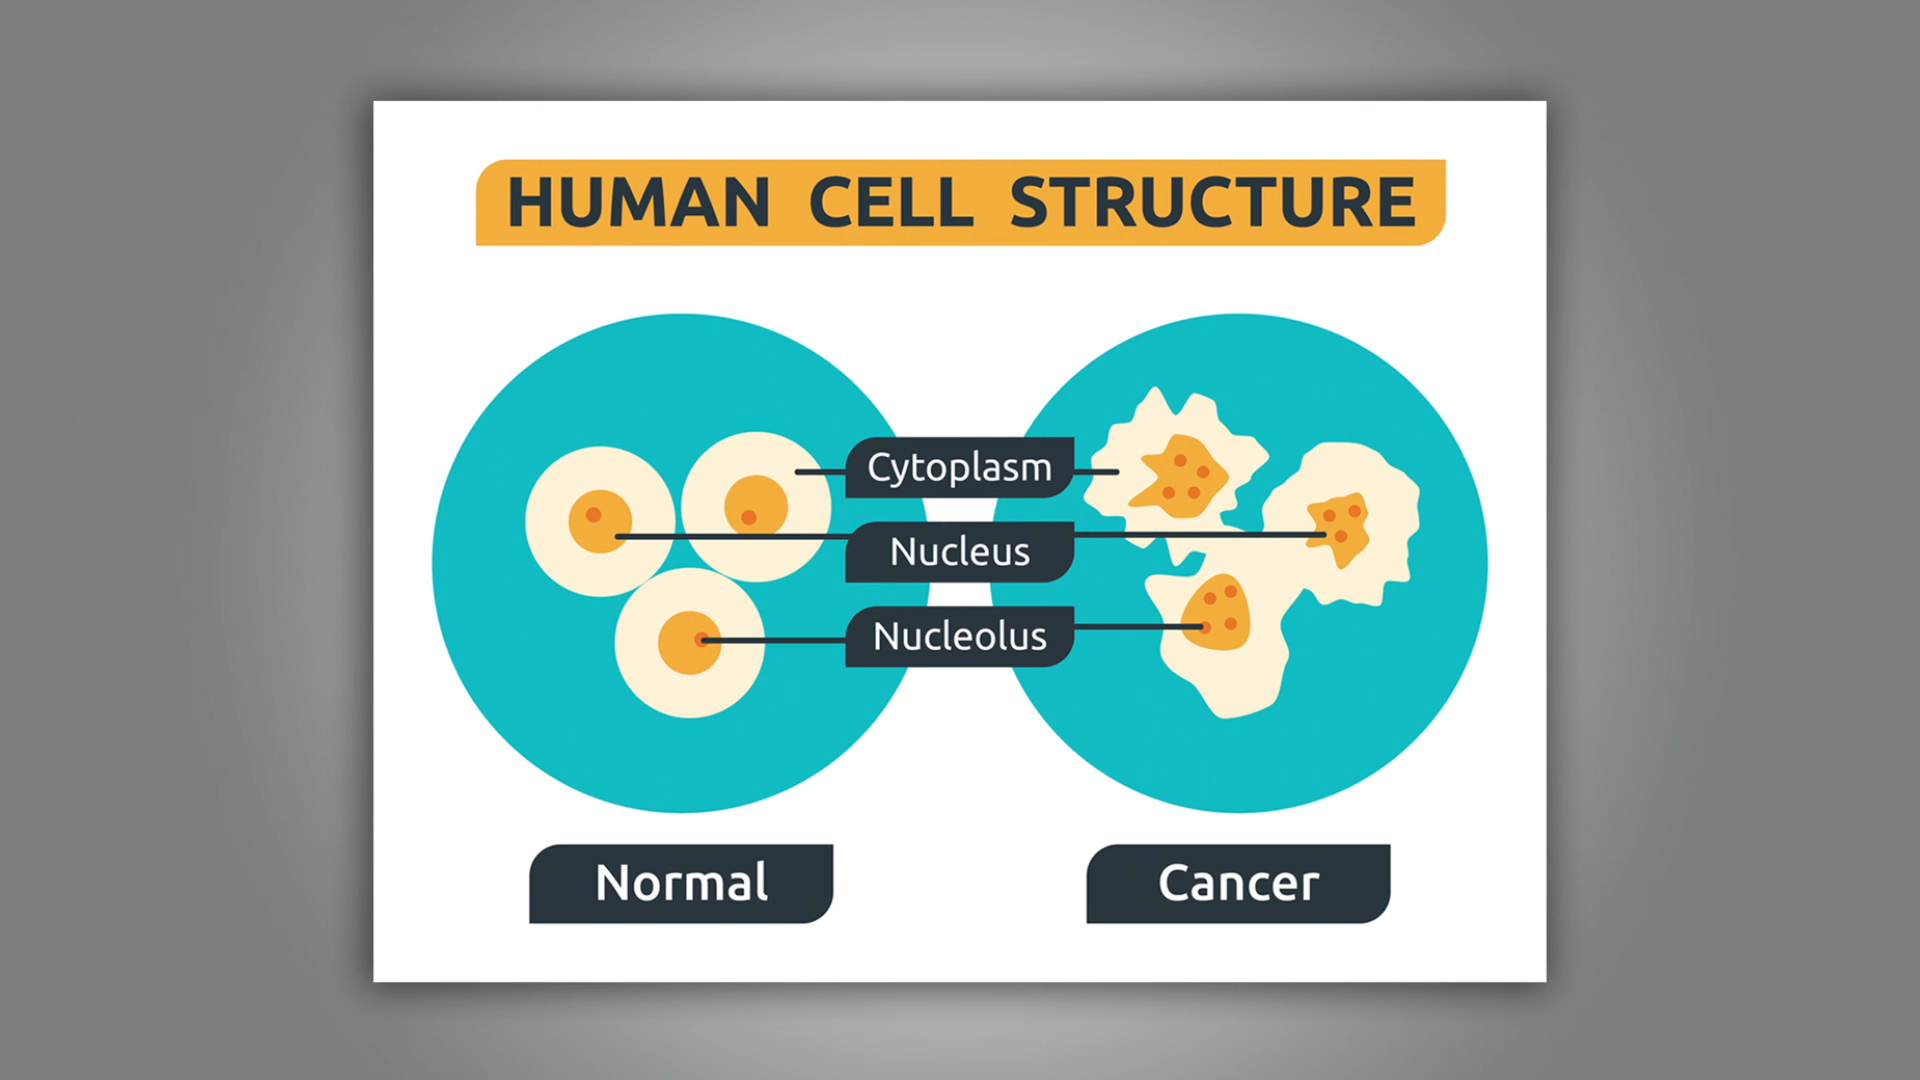 HUMAN CELL STRUCTURE
Cytoplasm
Nucleus
Nucleolus
Normal
Cancer